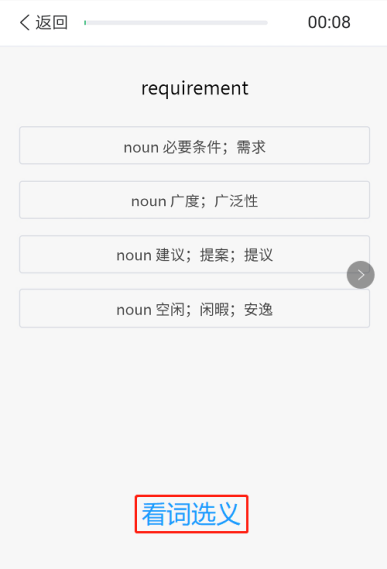 返回 00:08
requirement
noun 必要条件；需求
noun 广度；广泛性
noun 建议；提案；提议
noun 空闲；闲暇；安逸
看词选义